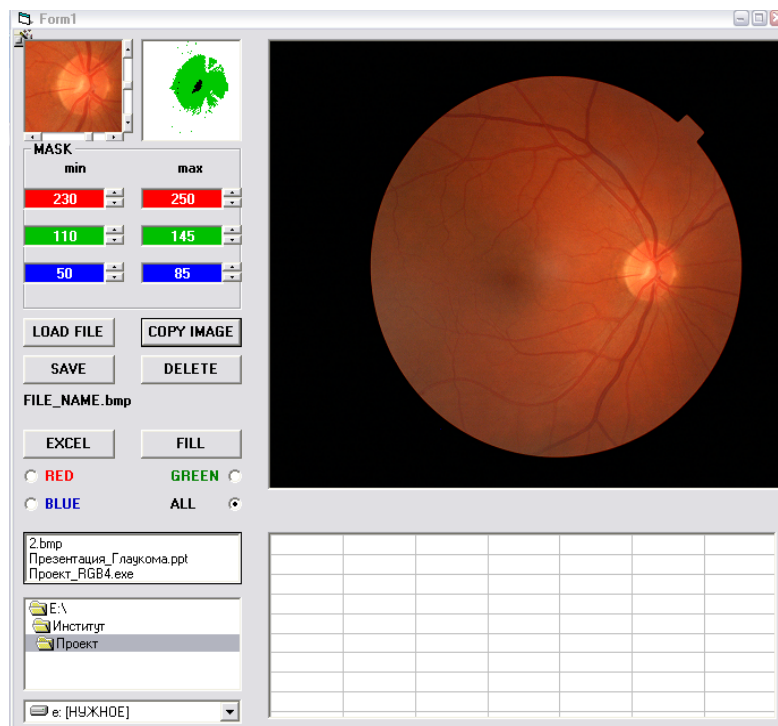 Form1
MASK
min max
230 250
110 145
50 85
LOAD FILE COPY IMAGE
SAVE DELETE
FILE_NAME.bmp
EXCEL FILL
RED GREEN
BLUE ALL
2.bmp
Презентация_Глаукома.ppt
Проект_RGB4.exe
E:\
Институт
Проект
e: [НУЖНОЕ]